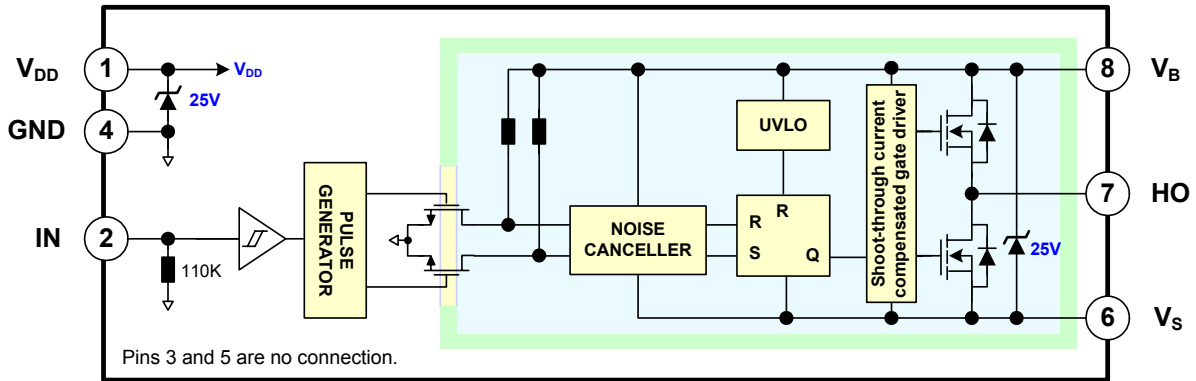 VDD
1
VDD
25V
GND
4
IN
2
110K
PULSE
GENERATOR
NOISE
CANCELLER
UVLO
R
R
S
Q
Shoot-through current
compensated gate driver
25V
8
VB
7
HO
6
VS
Pins 3 and 5 are no connection.